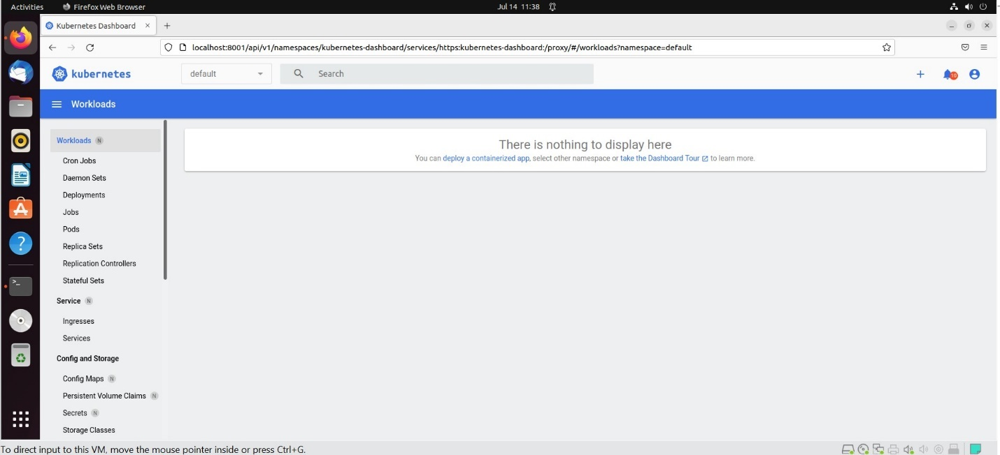 Activities Firefox Web Browser Jul 14 11:38
Kubernetes Dashboard × +
localhost:8001/api/v1/namespaces/kubernetes-dashboard/services/https:kubernetes-dashboard:/proxy/#/workloads?namespace=default
kubernetes default Search + 10
Workloads
Workloads N
There is nothing to display here
You can deploy a containerized app, select other namespace or take the Dashboard Tour to learn more.
Cron Jobs
Daemon Sets
Deployments
Jobs
Pods
Replica Sets
Replication Controllers
Stateful Sets
Service N
Ingresses
Services
Config and Storage
Config Maps N
Persistent Volume Claims N
Secrets N
Storage Classes
To direct input to this VM, move the mouse pointer inside or press Ctrl+G.